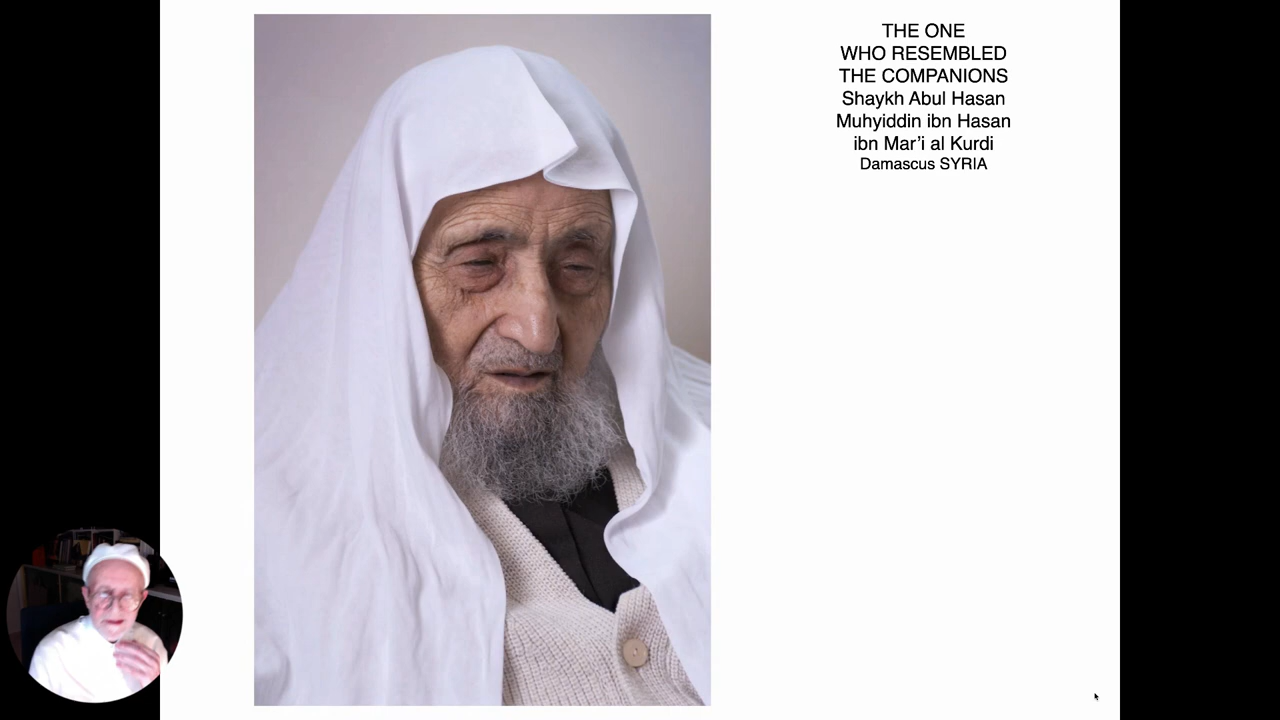 THE ONE
WHO RESEMBLED
THE COMPANIONS
Shaykh Abul Hasan
Muhyiddin ibn Hasan
ibn Mar’i al Kurdi
Damascus SYRIA